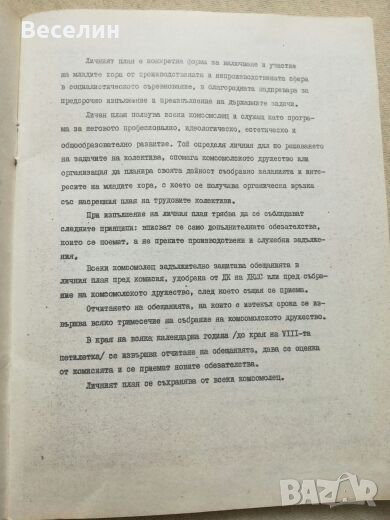 Веселин
Личният план е конкретна форма за включване и участие
на младите хора от производствената и непроизводствената сфера
в социалистическото съревнование, в благородната надпревара за
предсрочно изпълнение и преизпълнение на държавните задачи.
Личен план ползува всеки комсомолец и служи като програ-
ма за неговото професионално, идеологическо, естетическо и
общообразователно развитие. Той определя личния дял по решаването
на задачите на колектива, спомага комсомолското дружество или
организация да планира своята дейност съобразно желанията и инте-
ресите на младите хора, с което се получава органическа връзка
със насрещния план на трудовите колективи.
При изпълнение на личния план трябва да се съблюдават
следните принципи: вписват се само допълнителните обезателства,
които се поемат, а не преките производствени и служебни задълже-
ния.
Всеки комсомолец задължително защитава обещанията в
личния план пред комисия, удобрена от ДК на ДКМС или пред събра-
ние на комсомолското дружество, след което същия се приема.
Отчитането на обещанията, на които е изтекъл срока се из-
вършва всяко тримесечие на събрание на комсомолското дружество.
В края на всяка календарна година /до края на VIII-та
петилетка/ се извършва отчитане на обещанията, дава се оценка
от комисията и се приемат новите обезателства.
Личният план се съхранява от всеки комсомолец.
BAZAR